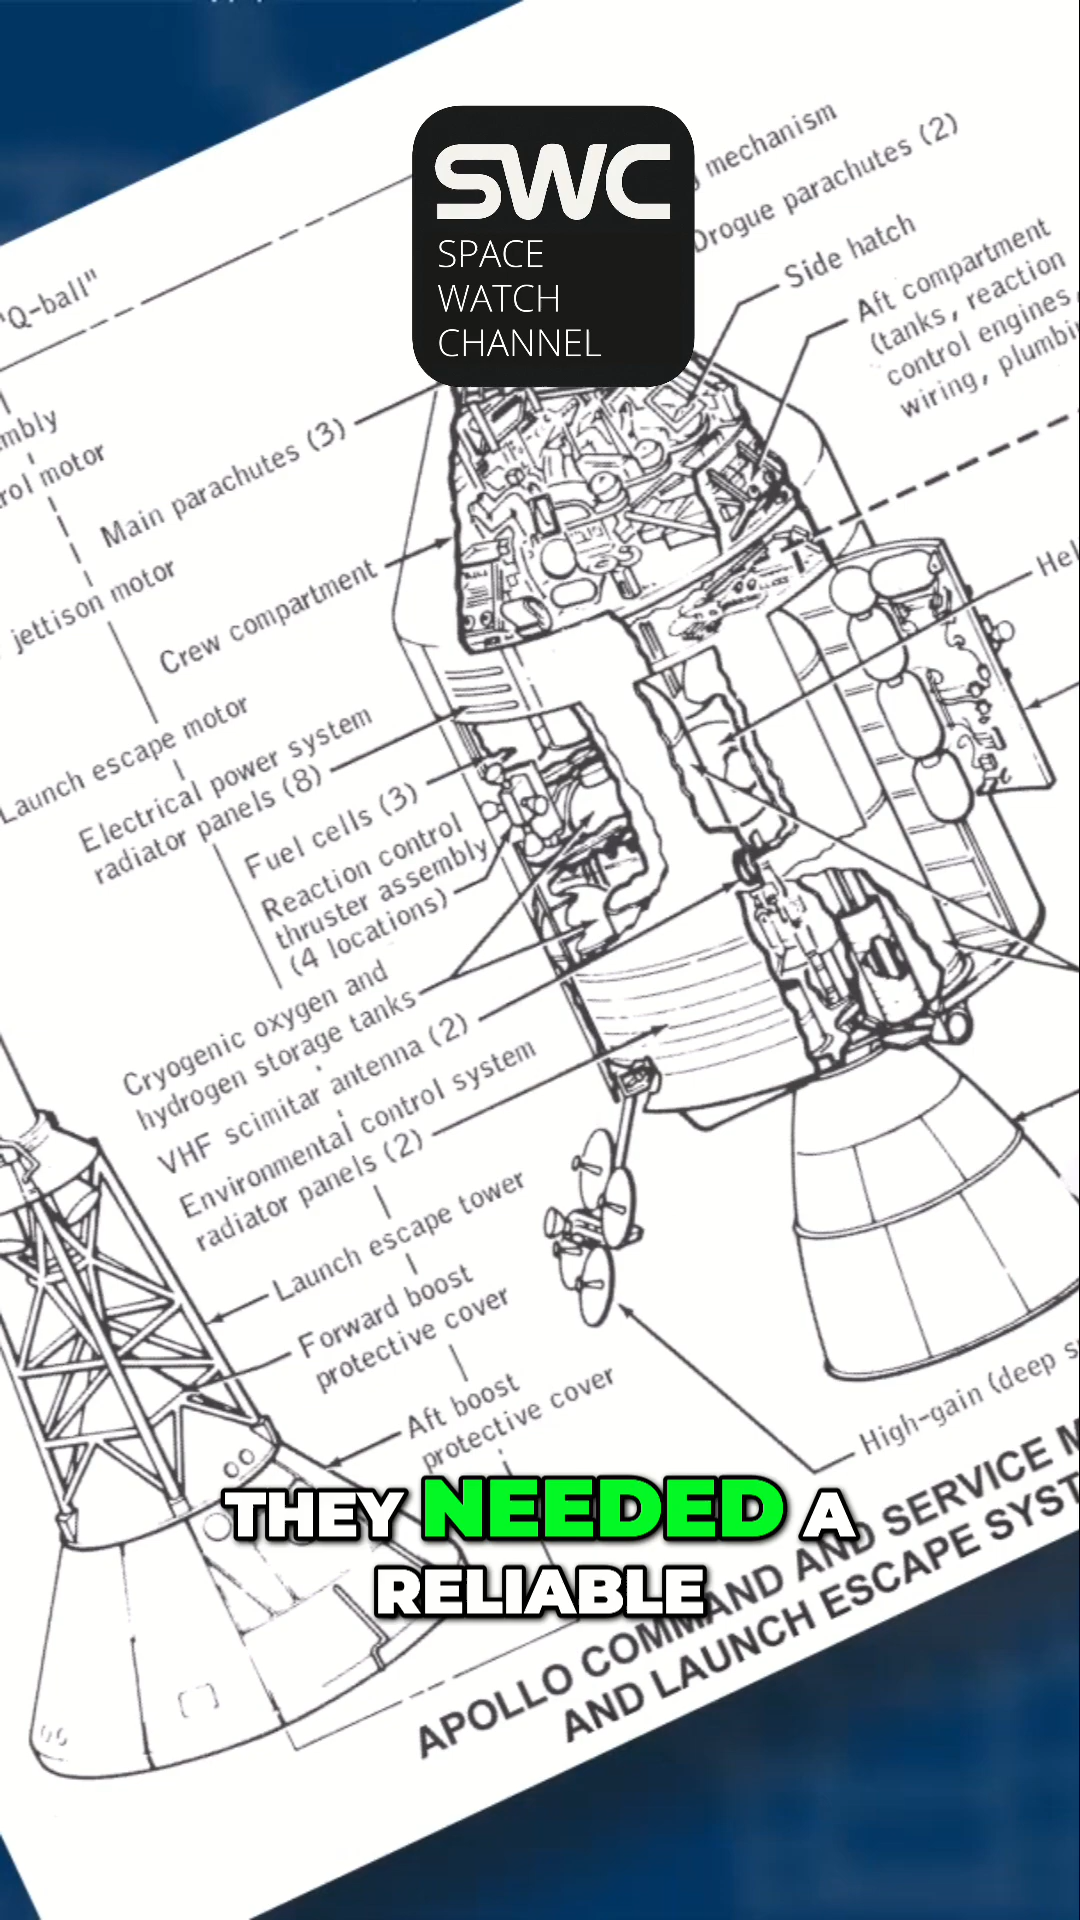 SWC
SPACE
WATCH
CHANNEL
mechanism
Drogue parachutes (2)
Side hatch
Aft compartment
(tanks, reaction
control engines,
wiring,
"Q-ball"
motor
jettison motor
Launch escape motor
Main parachutes (3)
Crew compartment
Electrical power system
radiator panels (8)
Fuel cells (3)
Reaction control
thruster assembly
(4 locations)
Cryogenic oxygen and
hydrogen storage tanks
VHF scimitar antenna (2)
Environmental control system
radiator panels (2)
Launch escape tower
Forward boost
protective cover
Aft boost
protective cover
High-gain (deep
THEY NEEDED A
RELIABLE
APOLLO COMMAND AND SERVICE
AND LAUNCH ESCAPE